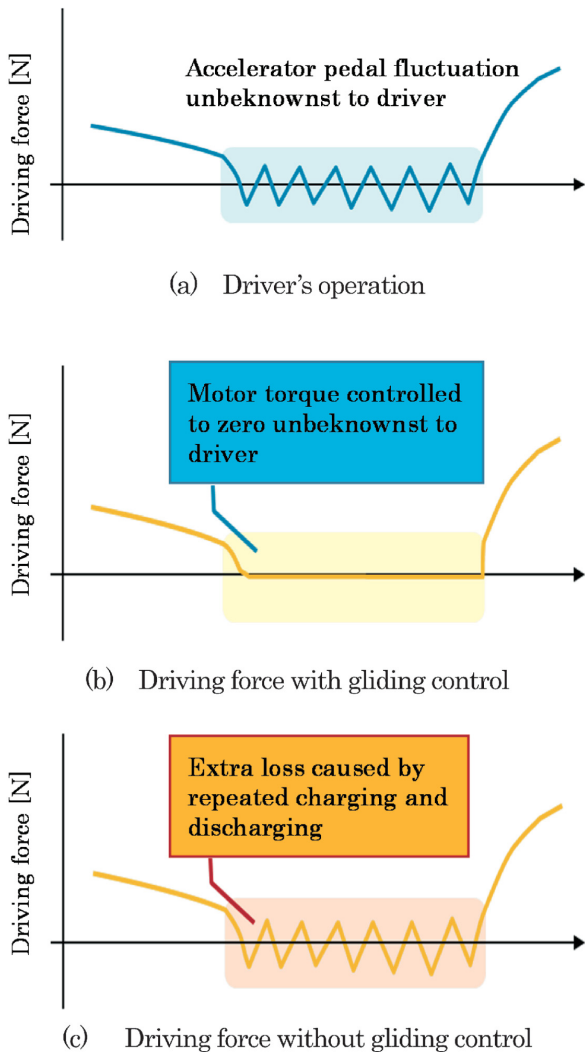 Driving force [N]
Accelerator pedal fluctuation
unbeknownst to driver
(a) Driver's operation
Driving force [N]
Motor torque controlled
to zero unbeknownst to
driver
(b) Driving force with gliding control
Driving force [N]
Extra loss caused by
repeated charging and
discharging
(c) Driving force without gliding control